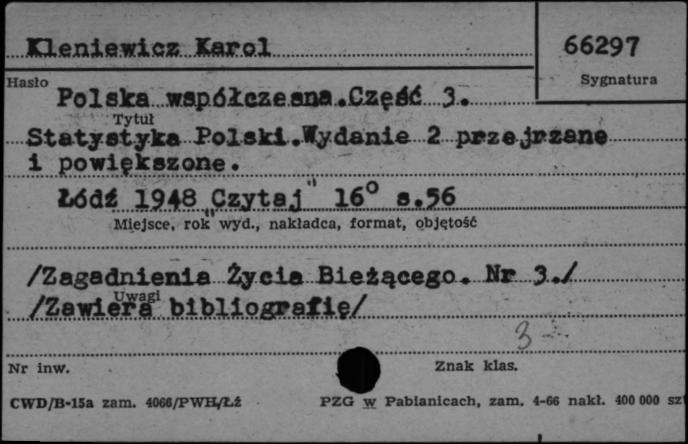 Kleniewicz Karol
66297
Hasło
Sygnatura
Polska współczesna.Część 3.
Tytuł
Statystyka Polski.Wydanie 2 przejrzane
i powiększone.
Łódź 1948 "Czytaj" 16° s.56
Miejsce, rok wyd., nakładca, format, objętość
/Zagadnienia Życia Bieżącego. Nr 3./
Uwagi
/Zawiera bibliografię/
3-
Nr inw.
Znak klas.
CWD/B-15a zam. 4066/PWH/Łź
PZG w Pabianicach, zam. 4-66 nakł. 400 000 szt